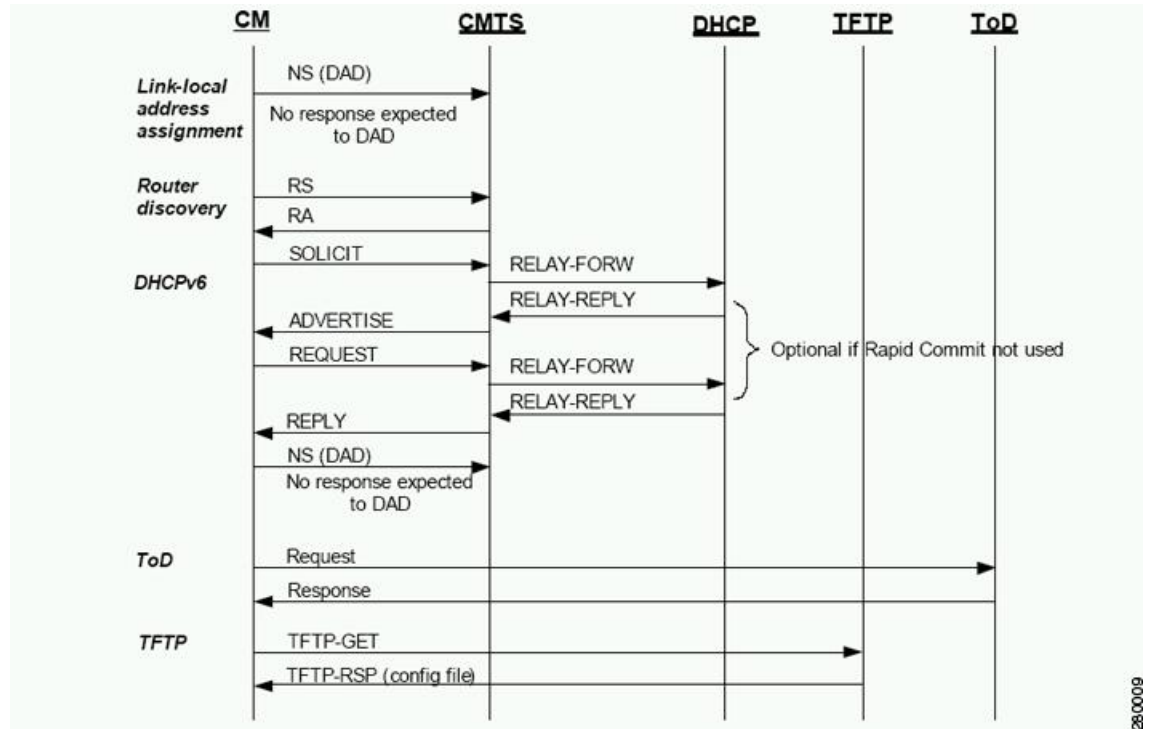 CM CMTS DHCP TFTP ToD
Link-local
address
assignment
NS (DAD)
No response expected
to DAD
Router
discovery
RS
RA
DHCPv6
SOLICIT
RELAY-FORW
RELAY-REPLY
ADVERTISE
REQUEST
Optional if Rapid Commit not used
RELAY-FORW
RELAY-REPLY
REPLY
NS (DAD)
No response expected
to DAD
ToD
Request
Response
TFTP
TFTP-GET
TFTP-RSP (config file)
280009